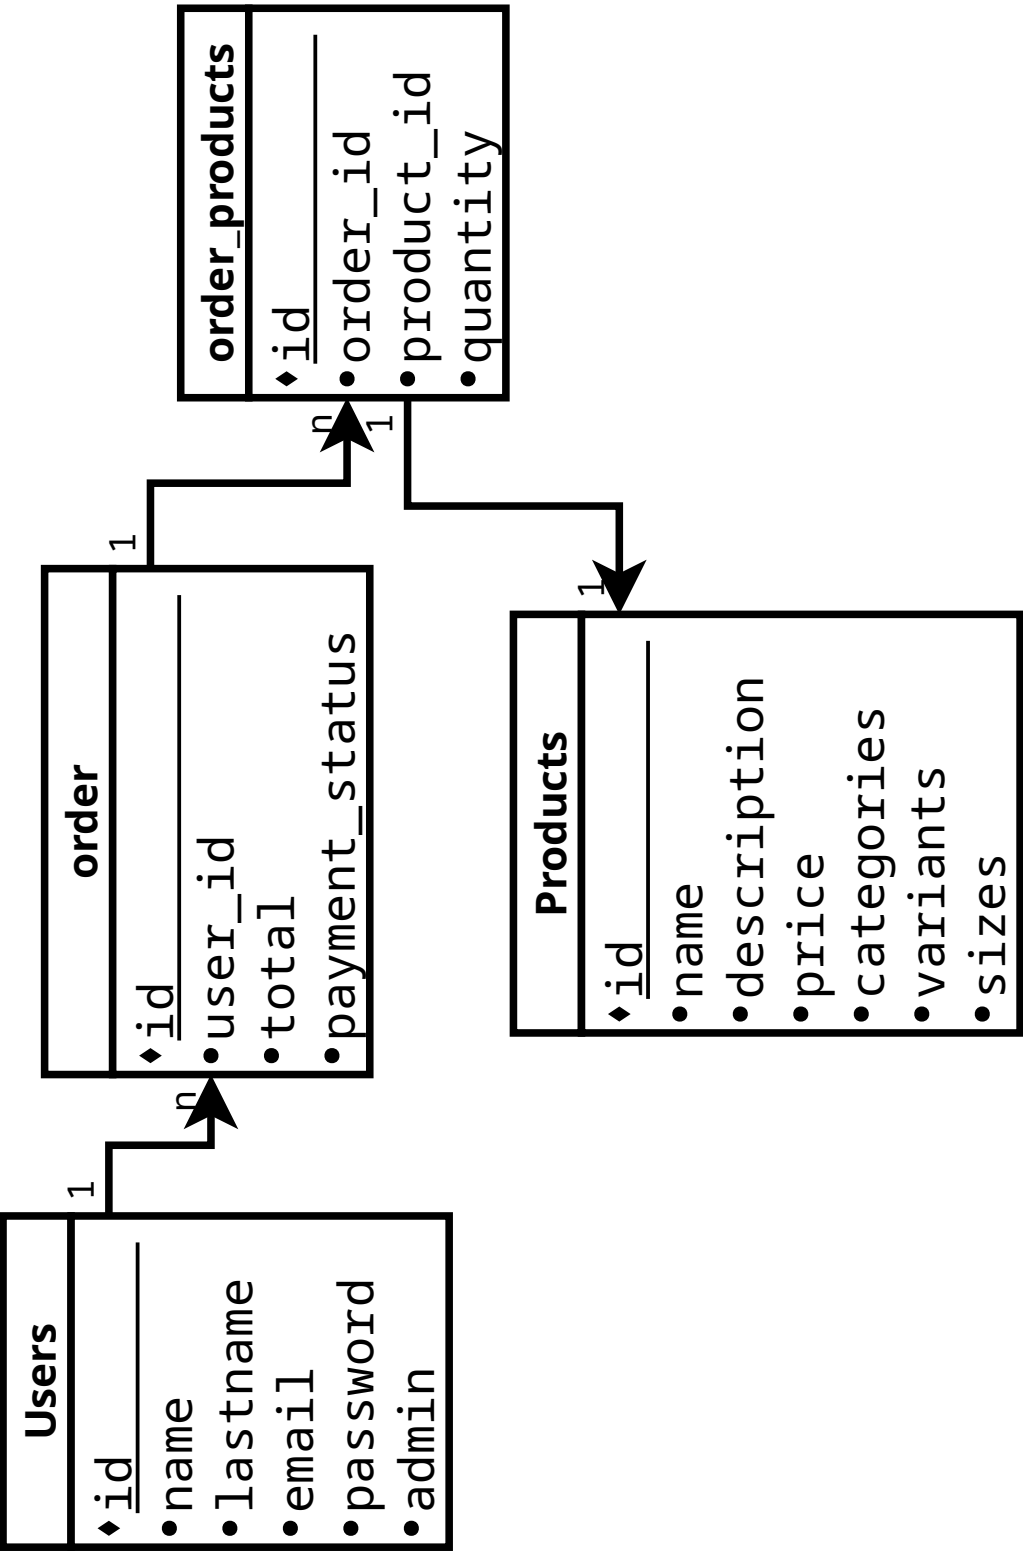 Users
id
name
lastname
email
password
admin
1
n
order
id
user_id
total
payment_status
1
n
order_products
id
order_id
product_id
quantity
1
1
Products
id
name
description
price
categories
variants
sizes